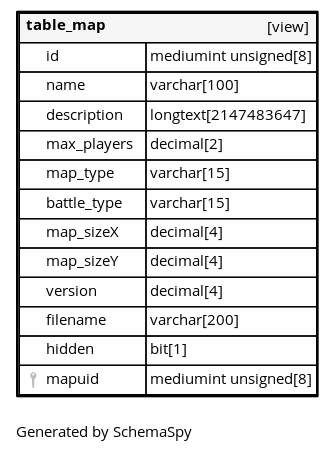 table_map [view]
id mediumint unsigned[8]
name varchar[100]
description longtext[2147483647]
max_players decimal[2]
map_type varchar[15]
battle_type varchar[15]
map_sizeX decimal[4]
map_sizeY decimal[4]
version decimal[4]
filename varchar[200]
hidden bit[1]
mapuid mediumint unsigned[8]
Generated by SchemaSpy